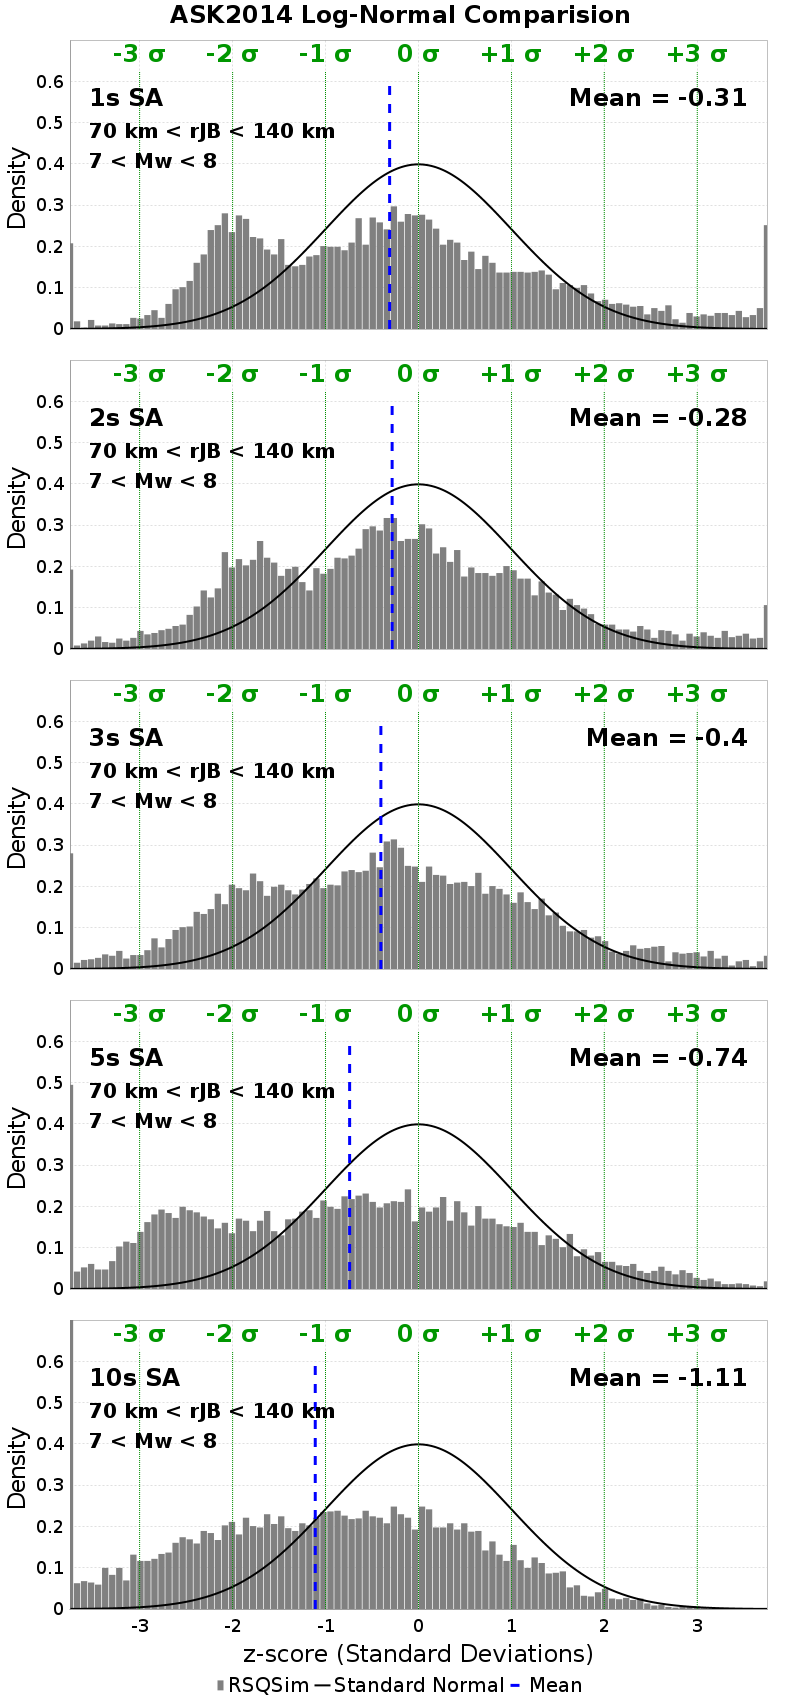 ASK2014 Log-Normal Comparision
-3 σ -2 σ -1 σ 0 σ +1 σ +2 σ +3 σ
1s SA Mean = -0.31
70 km < rJB < 140 km
7 < Mw < 8
0.6
0.5
0.4
0.3
0.2
0.1
0
Density
-3 σ -2 σ -1 σ 0 σ +1 σ +2 σ +3 σ
2s SA Mean = -0.28
70 km < rJB < 140 km
7 < Mw < 8
0.6
0.5
0.4
0.3
0.2
0.1
0
Density
-3 σ -2 σ -1 σ 0 σ +1 σ +2 σ +3 σ
3s SA Mean = -0.4
70 km < rJB < 140 km
7 < Mw < 8
0.6
0.5
0.4
0.3
0.2
0.1
0
Density
-3 σ -2 σ -1 σ 0 σ +1 σ +2 σ +3 σ
5s SA Mean = -0.74
70 km < rJB < 140 km
7 < Mw < 8
0.6
0.5
0.4
0.3
0.2
0.1
0
Density
-3 σ -2 σ -1 σ 0 σ +1 σ +2 σ +3 σ
10s SA Mean = -1.11
70 km < rJB < 140 km
7 < Mw < 8
0.6
0.5
0.4
0.3
0.2
0.1
0
Density
-3 -2 -1 0 1 2 3
z-score (Standard Deviations)
RSQSim Standard Normal Mean